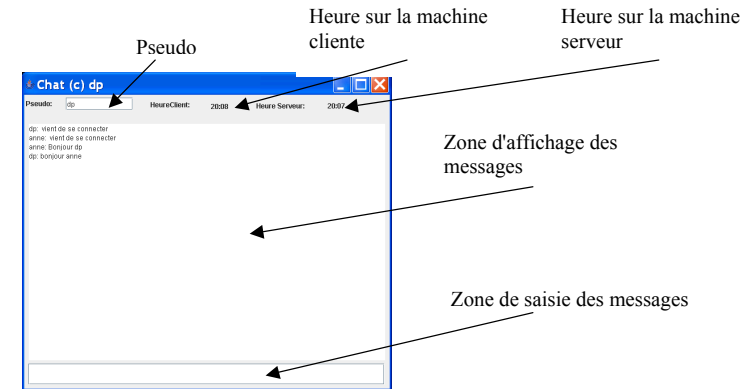 Heure sur la machine
cliente
Heure sur la machine
serveur
Pseudo
Chat (c) dp
Pseudo: dp HeureClient: 20:08 Heure Serveur: 20:07
dp: vient de se connecter
anne: vient de se connecter
anne: Bonjour dp
dp: bonjour anne
Zone d'affichage des
messages
Zone de saisie des messages